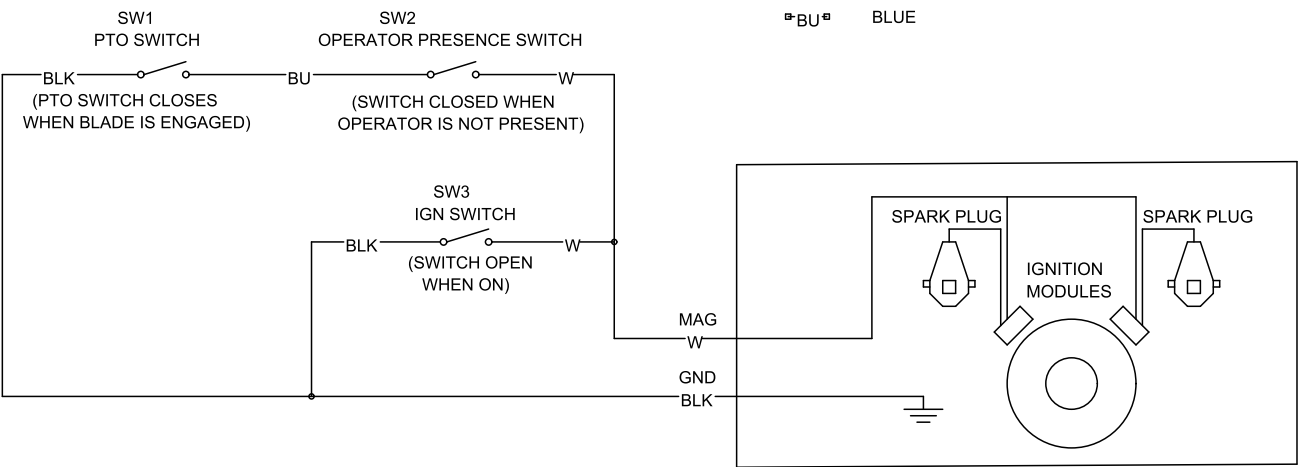 SW1
PTO SWITCH
SW2
OPERATOR PRESENCE SWITCH
BU BLUE
BLK
BU
W
(PTO SWITCH CLOSES
WHEN BLADE IS ENGAGED)
(SWITCH CLOSED WHEN
OPERATOR IS NOT PRESENT)
SW3
IGN SWITCH
BLK
W
(SWITCH OPEN
WHEN ON)
SPARK PLUG
SPARK PLUG
IGNITION
MODULES
MAG
W
GND
BLK